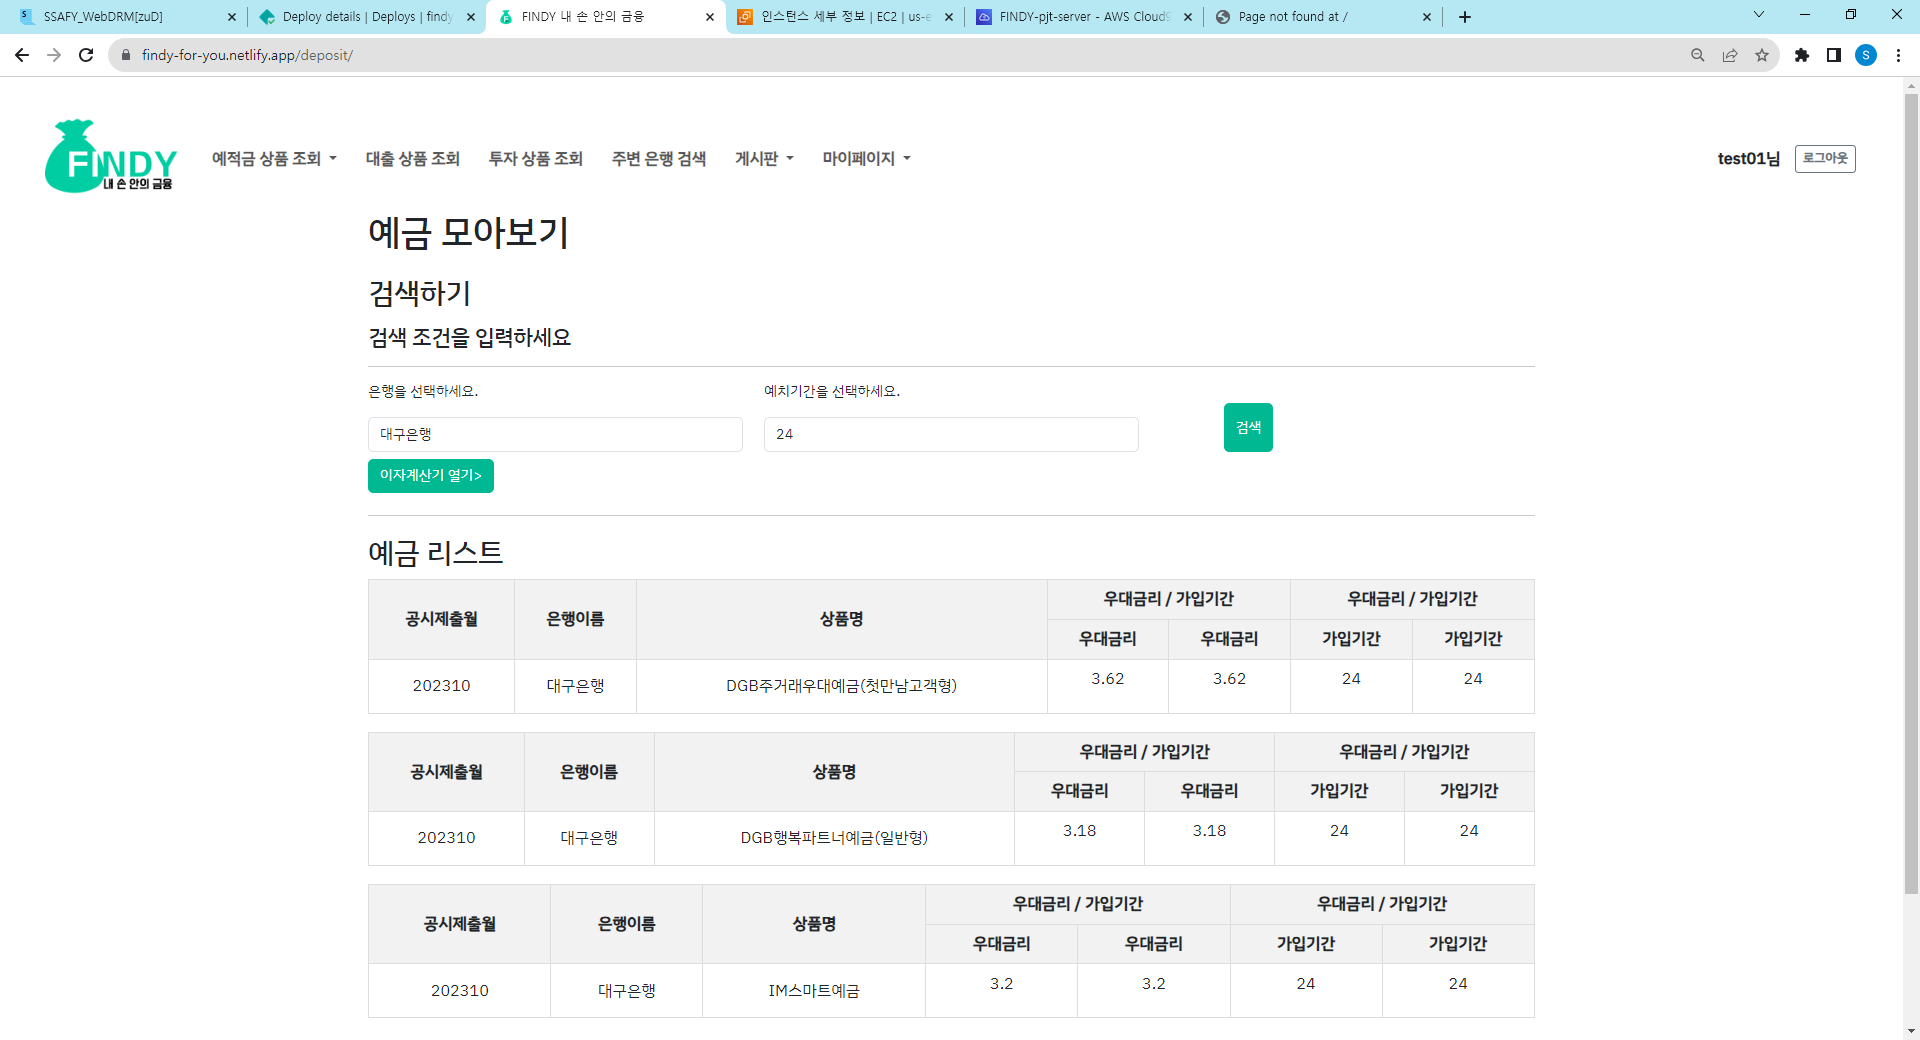 SSAFY_WebDRM[zuD]
Deploy details | Deploys | findy
FINDY 내 손 안의 금융
인스턴스 세부 정보 | EC2 | us-e
FINDY-pjt-server - AWS Cloud9
Page not found at /
findy-for-you.netlify.app/deposit/
S
FINDY
내 손 안의 금융
예적금 상품 조회
대출 상품 조회
투자 상품 조회
주변 은행 검색
게시판
마이페이지
test01님
로그아웃
예금 모아보기
검색하기
검색 조건을 입력하세요
은행을 선택하세요.
예치기간을 선택하세요.
대구은행
24
검색
이자계산기 열기>
예금 리스트
공시제출월 은행이름 상품명 우대금리 / 가입기간 우대금리 / 가입기간
우대금리 우대금리 가입기간 가입기간
202310 대구은행 DGB주거래우대예금(첫만남고객형) 3.62 3.62 24 24
공시제출월 은행이름 상품명 우대금리 / 가입기간 우대금리 / 가입기간
우대금리 우대금리 가입기간 가입기간
202310 대구은행 DGB행복파트너예금(일반형) 3.18 3.18 24 24
공시제출월 은행이름 상품명 우대금리 / 가입기간 우대금리 / 가입기간
우대금리 우대금리 가입기간 가입기간
202310 대구은행 IM스마트예금 3.2 3.2 24 24